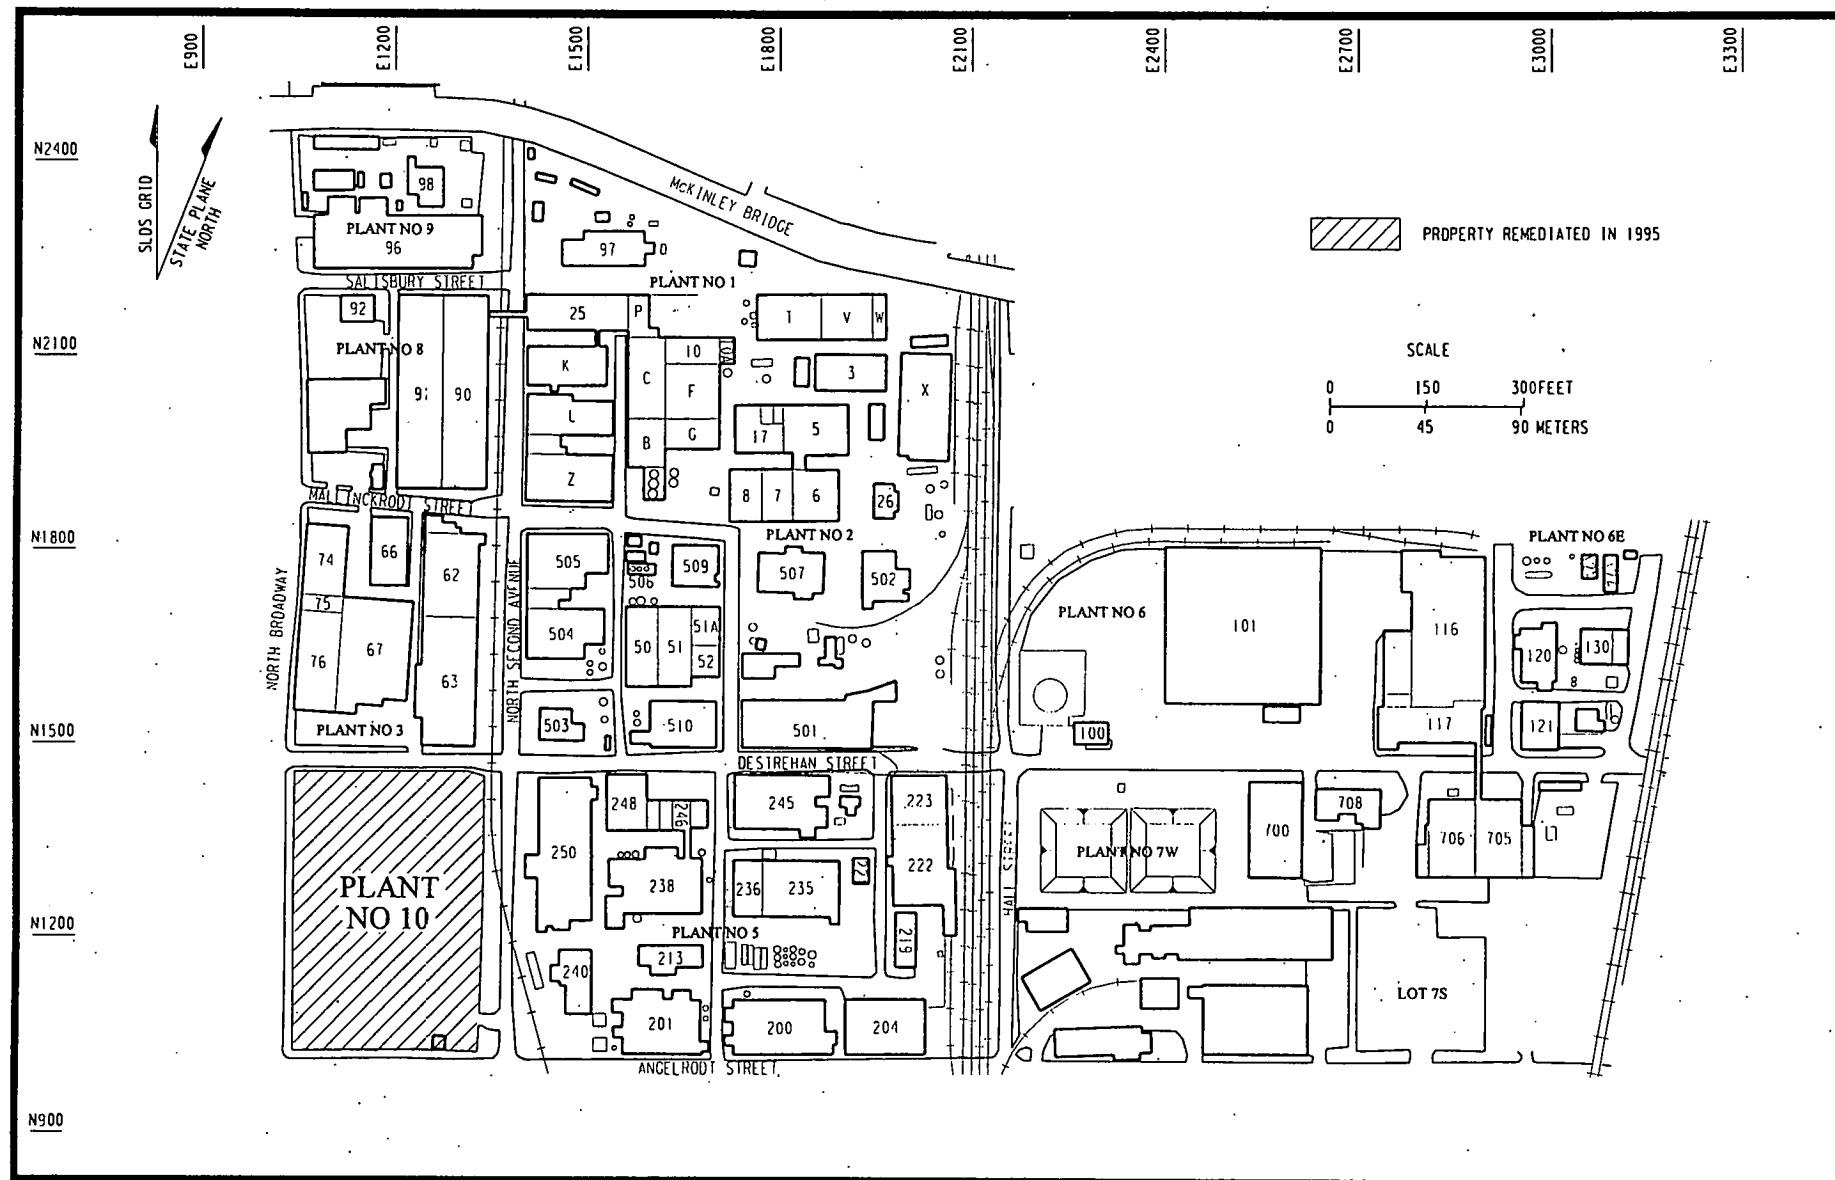 E900
E1200
E1500
E1800
E2100
E2400
E2700
E3000
E3300
N2400
N2100
N1800
N1500
N1200
N900
SLDS GRID
STATE PLANE
NORTH
McKINLEY BRIDGE
PROPERTY REMEDIATED IN 1995
SCALE
0 150 300FEET
0 45 90 METERS
98
PLANT NO 9
96
SALISBURY STREET
97
PLANT NO 1
92
PLANT NO 8
90
25
P
K
L
Z
C
B
10
F
G
T
V
W
3
X
17
5
8
7
6
26
PLANT NO 2
MALLINCKRODT STREET
74
66
75
76
67
62
63
NORTH BROADWAY
PLANT NO 3
NORTH SECOND AVENUE
505
504
503
506
509
50
51
51A
52
510
507
502
501
DESTREHAN STREET
PLANT NO 6
101
100
116
117
PLANT NO 6E
120
130
8
121
PLANT
NO 10
250
248
246
238
245
223
222
236
235
22
219
PLANT NO 5
213
240
201
200
204
ANGELRODT STREET
HALL STREET
PLANT NO 7W
700
708
706
705
LOT 7S